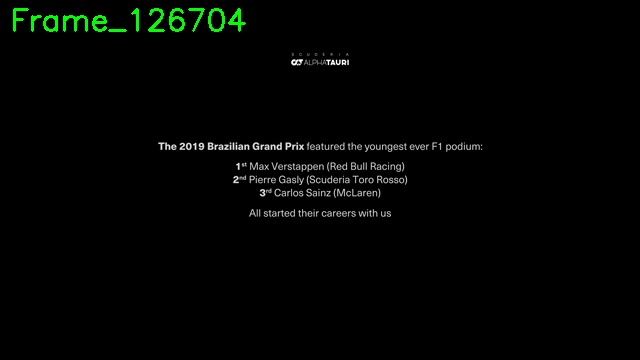 Frame_126704
SCUDERIA
ALPHATAURI
The 2019 Brazilian Grand Prix featured the youngest ever F1 podium:
1st Max Verstappen (Red Bull Racing)
2nd Pierre Gasly (Scuderia Toro Rosso)
3rd Carlos Sainz (McLaren)
All started their careers with us